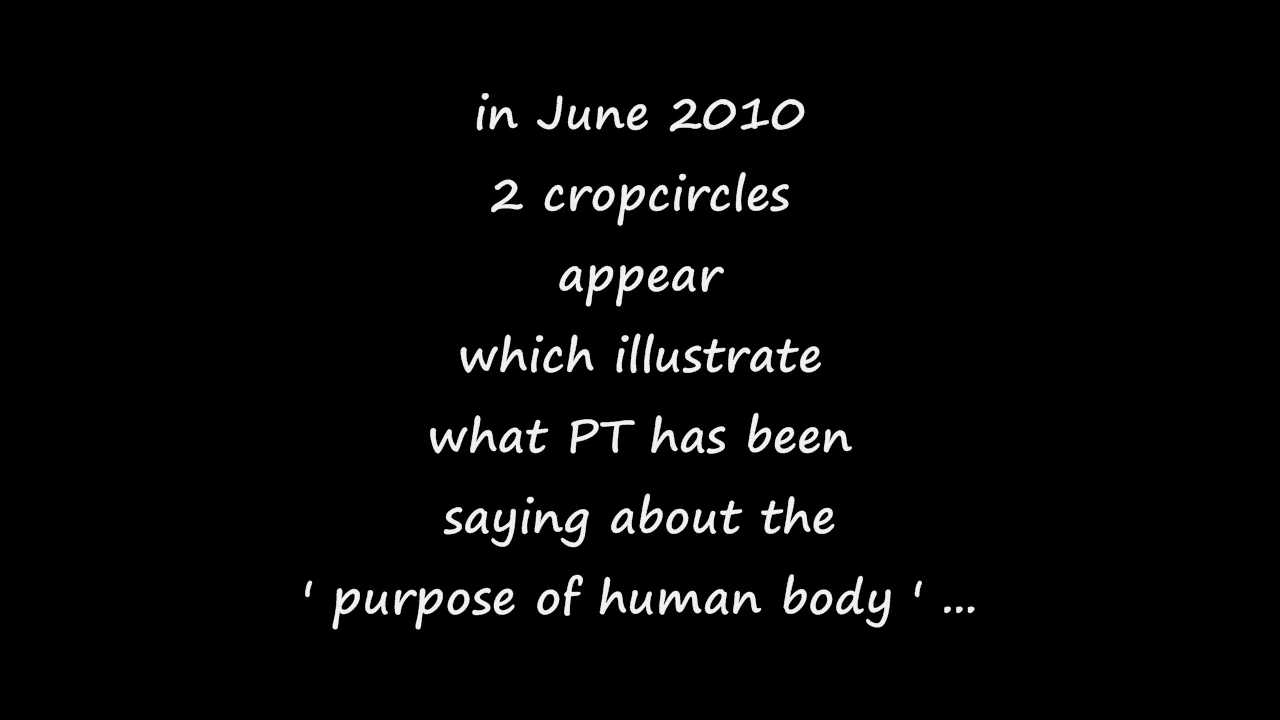 in June 2010
2 cropcircles
appear
which illustrate
what PT has been
saying about the
' purpose of human body ' ...